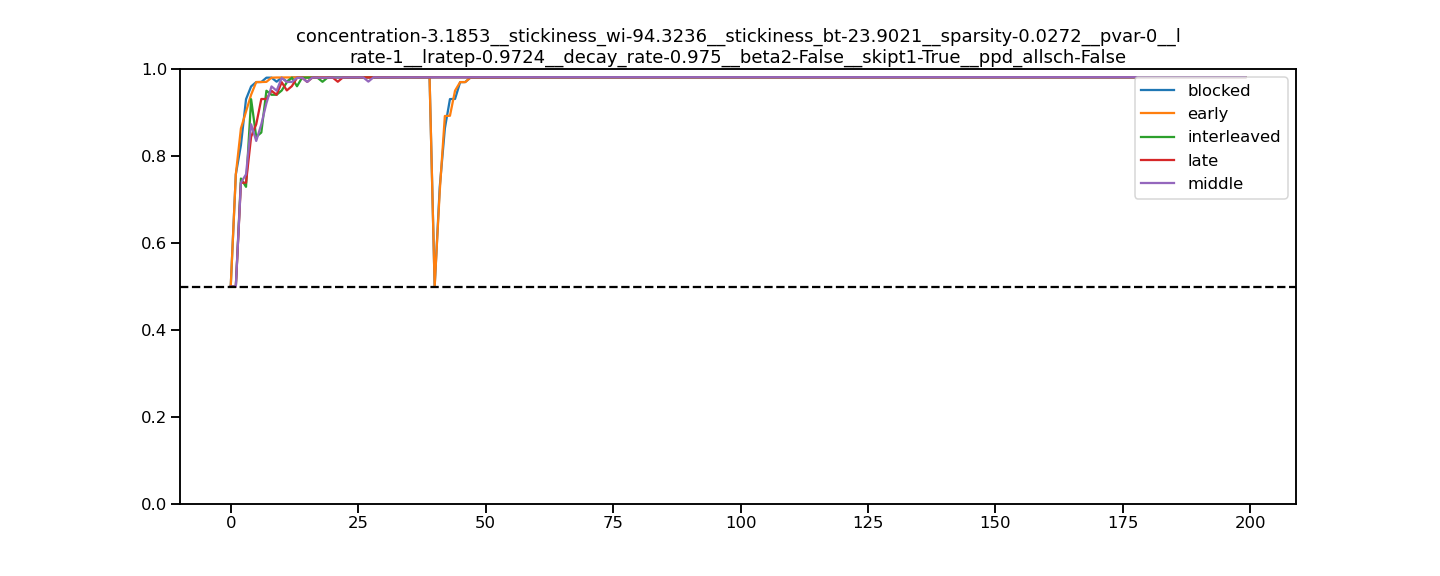 concentration-3.1853__stickiness_wi-94.3236__stickiness_bt-23.9021__sparsity-0.0272__pvar-0__l
rate-1__lratep-0.9724__decay_rate-0.975__beta2-False__skipt1-True__ppd_allsch-False
1.0
0.8
0.6
0.4
0.2
0.0
blocked
early
interleaved
late
middle
0 25 50 75 100 125 150 175 200